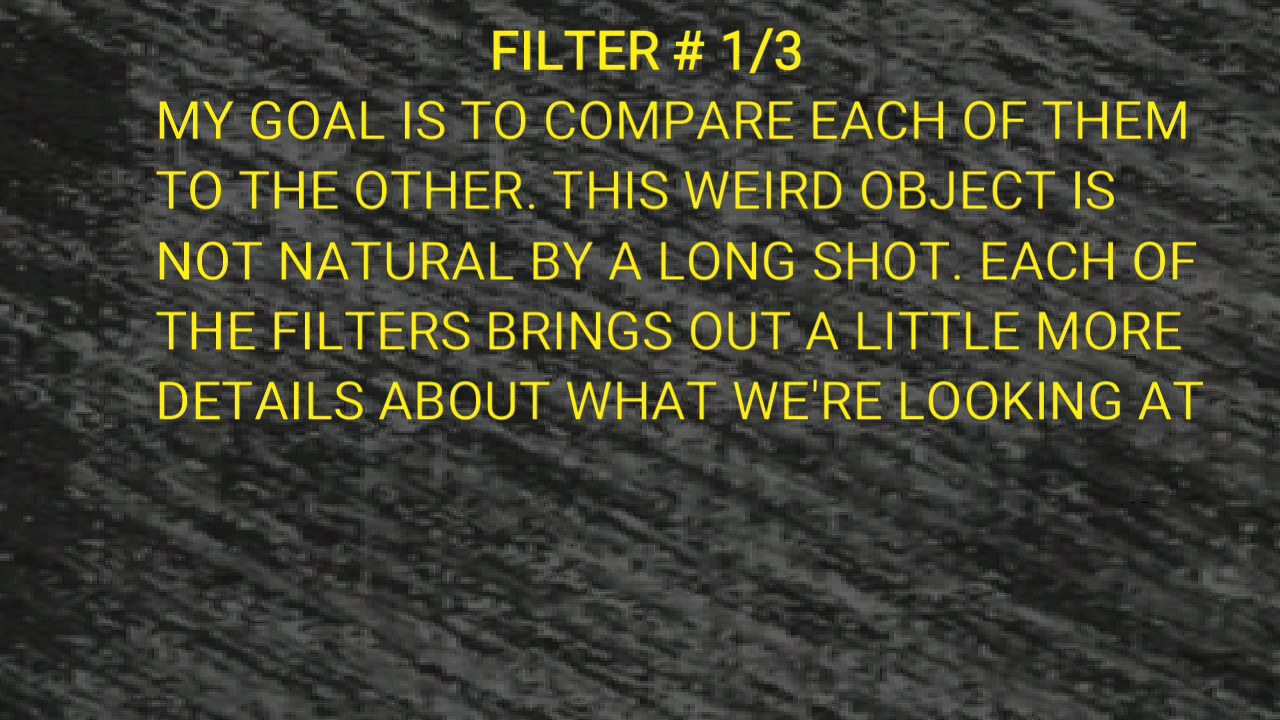 FILTER # 1/3
MY GOAL IS TO COMPARE EACH OF THEM
TO THE OTHER. THIS WEIRD OBJECT IS
NOT NATURAL BY A LONG SHOT. EACH OF
THE FILTERS BRINGS OUT A LITTLE MORE
DETAILS ABOUT WHAT WE'RE LOOKING AT